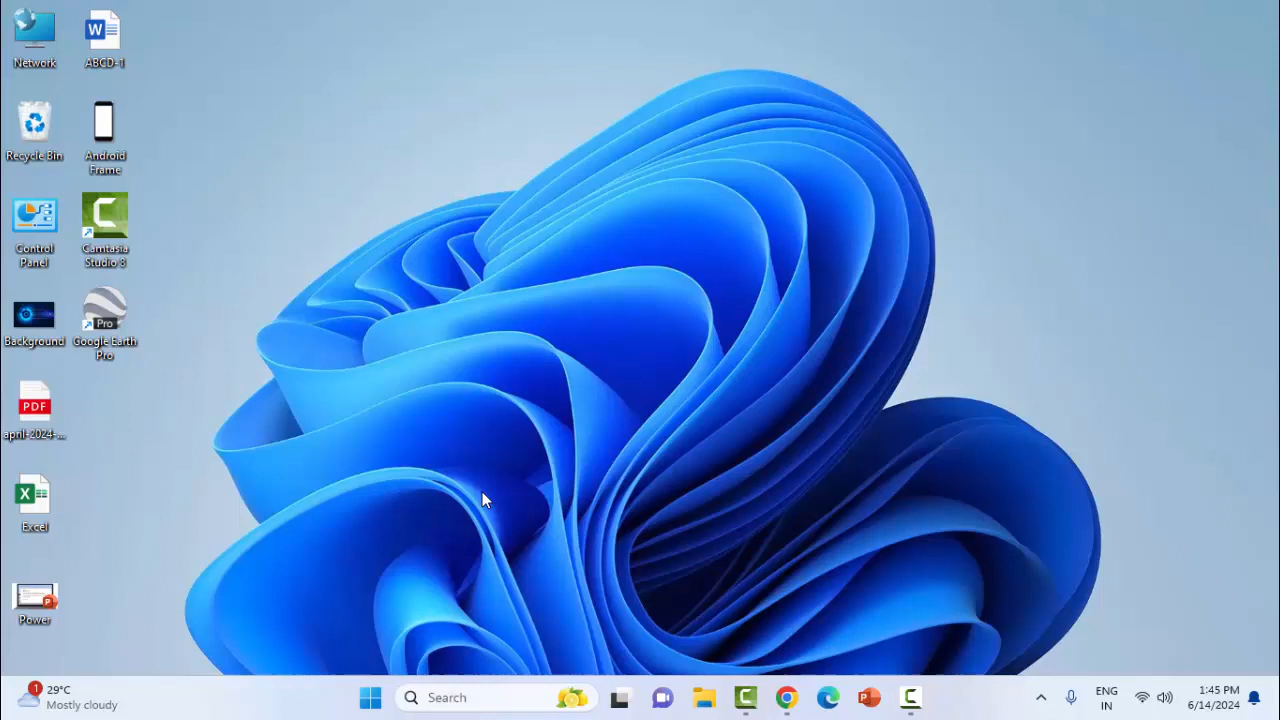 Network
ABCD-1
Recycle Bin
Android
Frame
Control
Panel
Camtasia
Studio 8
Background
Pro
Google Earth
Pro
PDF
april-2024-...
Excel
Power
1
29°C
Mostly cloudy
Search
ENG
IN
1:45 PM
6/14/2024